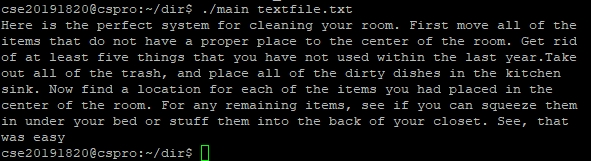 cse20191820@cspro:~/dir$ ./main textfile.txt
Here is the perfect system for cleaning your room. First move all of the
items that do not have a proper place to the center of the room. Get rid
of at least five things that you have not used within the last year.Take
out all of the trash, and place all of the dirty dishes in the kitchen
sink. Now find a location for each of the items you had placed in the
center of the room. For any remaining items, see if you can squeeze them
in under your bed or stuff them into the back of your closet. See, that
was easy
cse20191820@cspro:~/dir$